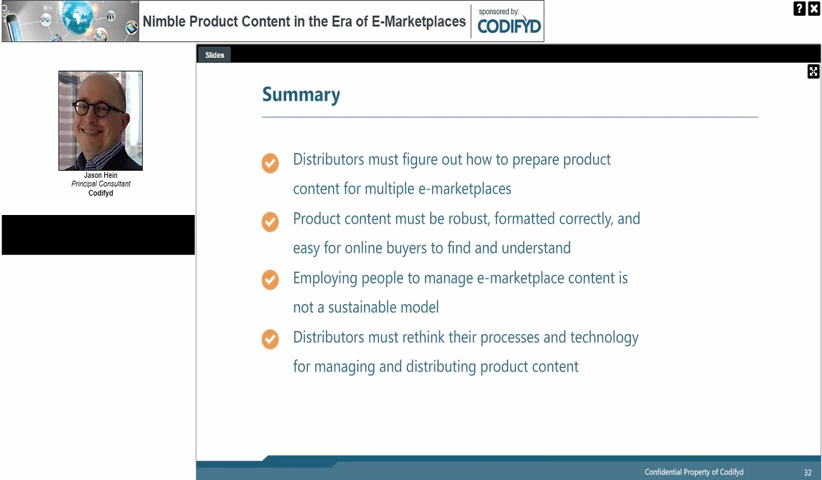 Nimble Product Content in the Era of E-Marketplaces
sponsored by:
CODIFYD
?
Slides
Jason Hein
Principal Consultant
Codifyd
Summary
Distributors must figure out how to prepare product
content for multiple e-marketplaces
Product content must be robust, formatted correctly, and
easy for online buyers to find and understand
Employing people to manage e-marketplace content is
not a sustainable model
Distributors must rethink their processes and technology
for managing and distributing product content
Confidential Property of Codifyd
32